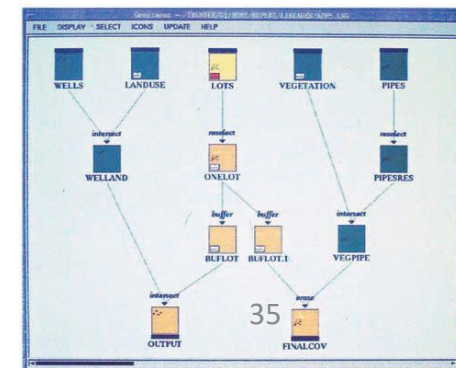 FILE DISPLAY SELECT ICONS UPDATE HELP
WELLS LANDUSE LOTS VEGETATION PIPES
intersect reselect reselect
WELLAND ONELOT PIPESRES
buffer buffer intersect
BUFLOT BUFLOT.1 VEGPIPE
intersect erase
35
OUTPUT FINALCOV